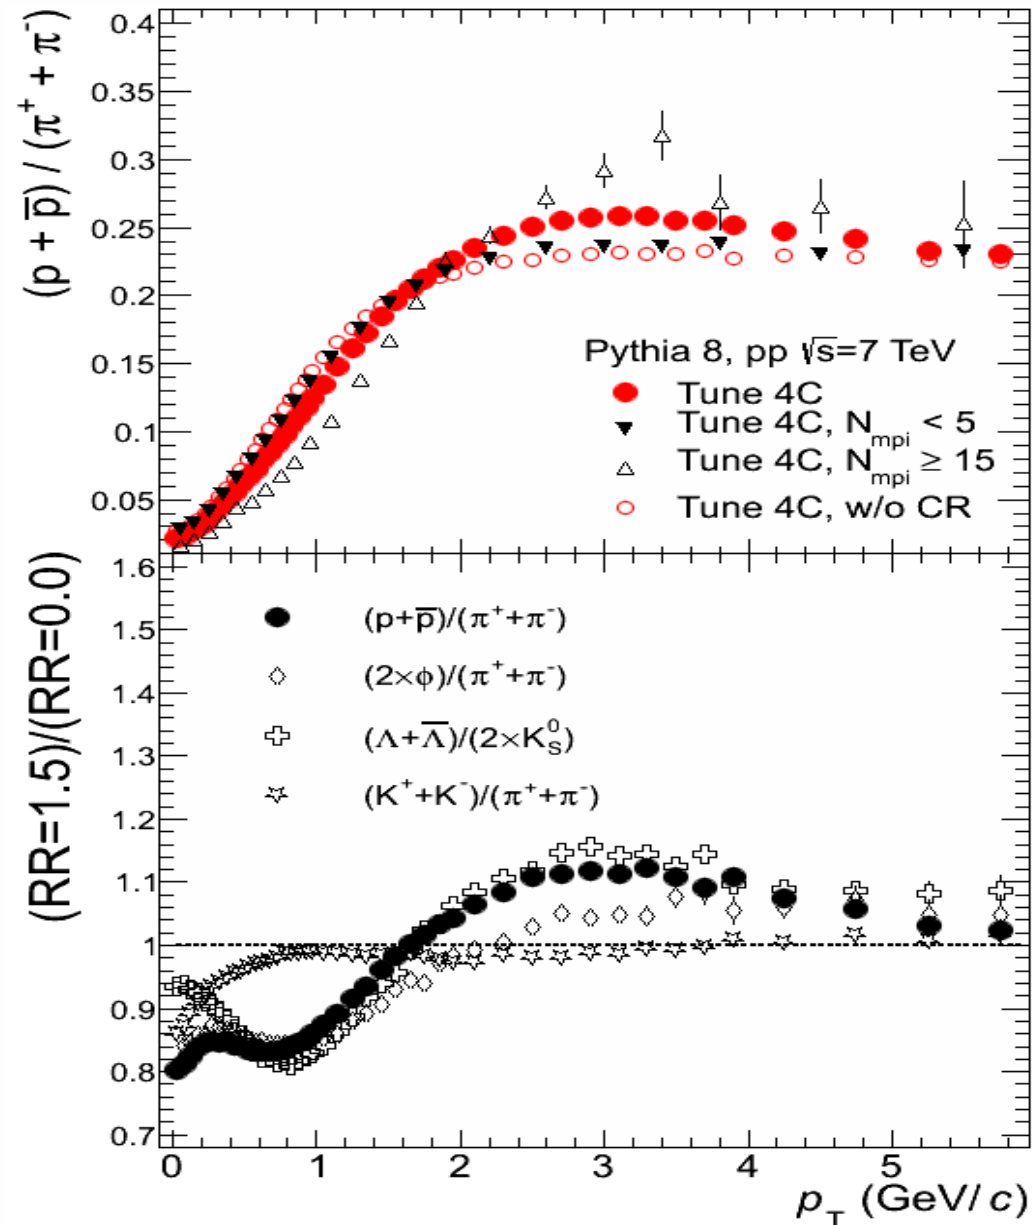 (p + p̅) / (π⁺ + π⁻)
0.4
0.35
0.3
0.25
0.2
0.15
0.1
0.05
Pythia 8, pp √s=7 TeV
Tune 4C
Tune 4C, N_mpi < 5
Tune 4C, N_mpi ≥ 15
Tune 4C, w/o CR
(RR=1.5)/(RR=0.0)
1.6
1.5
1.4
1.3
1.2
1.1
1
0.9
0.8
0.7
(p+p̅)/(π⁺+π⁻)
(2×ϕ)/(π⁺+π⁻)
(Λ+Λ̅)/(2×K⁰_S)
(K⁺+K⁻)/(π⁺+π⁻)
0 1 2 3 4 5
p_T (GeV/c)